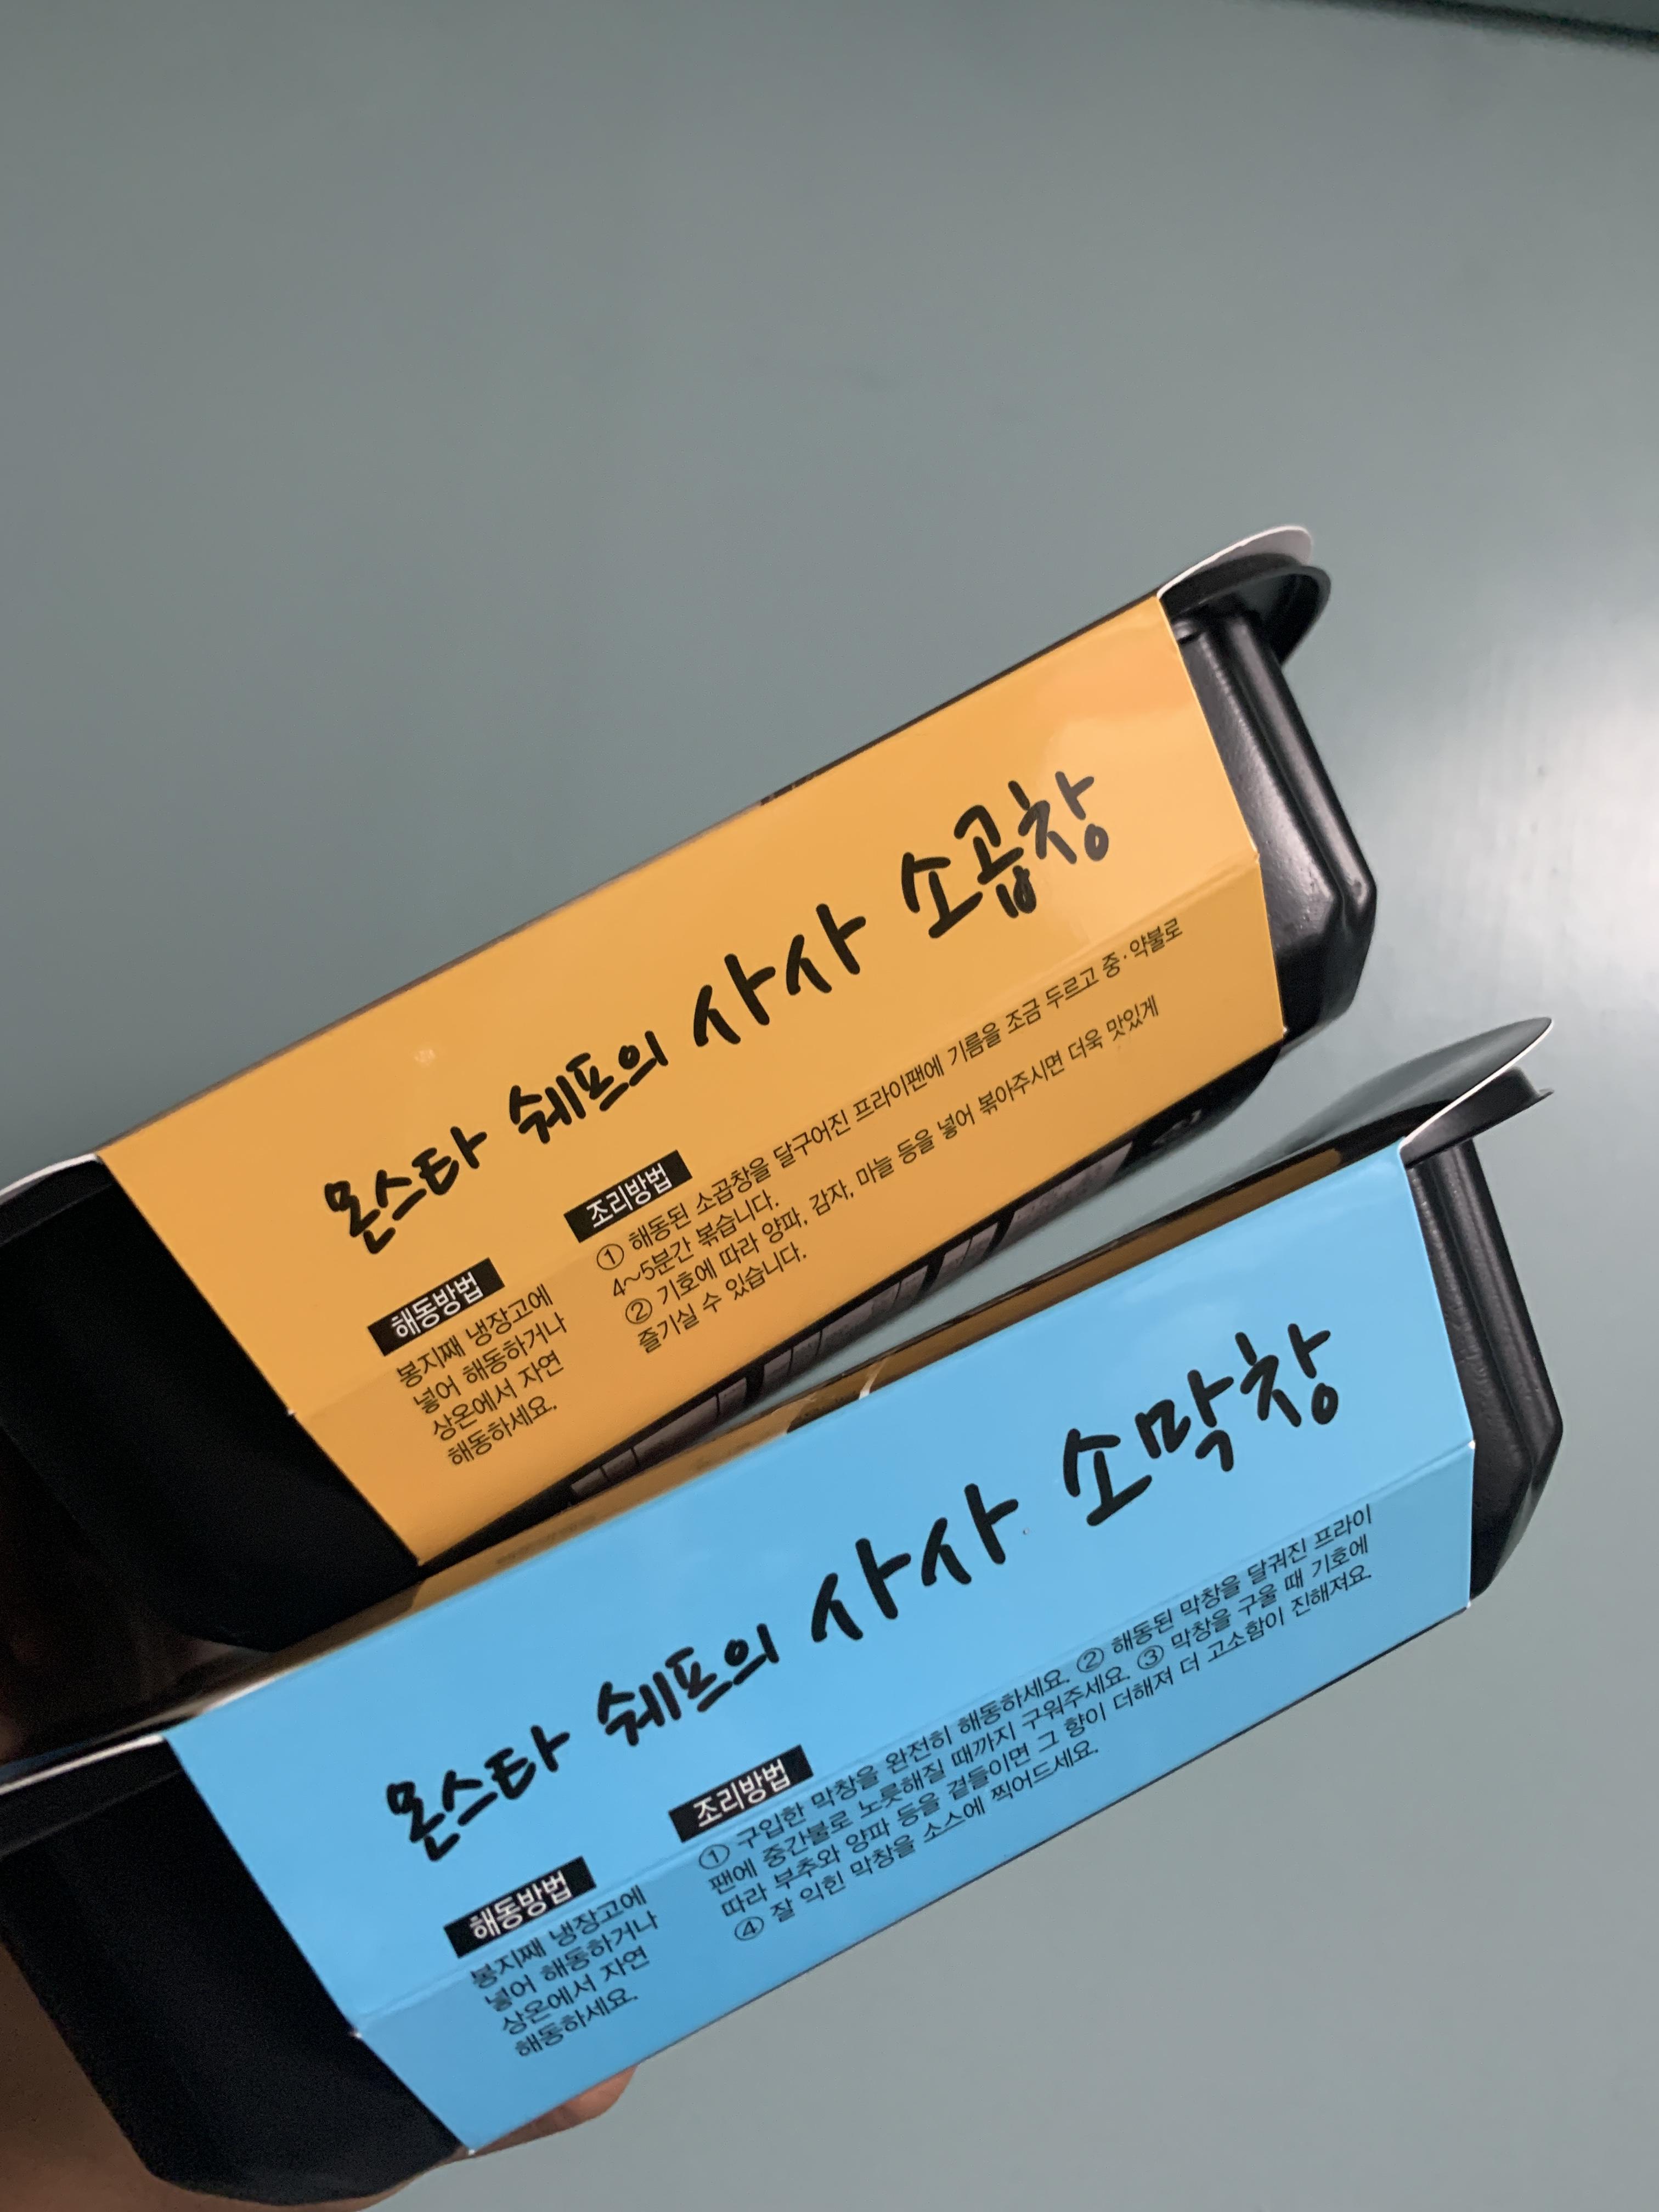 몬스타 쉐프의 사사 소곱창
해동방법
봉지째 냉장고에
넣어 해동하거나
상온에서 자연
해동하세요.
조리방법
① 해동된 소곱창을 달구어진 프라이팬에 기름을 조금 두르고 중·약불로
4~5분간 볶습니다.
② 기호에 따라 양파, 감자, 마늘 등을 넣어 볶아주시면 더욱 맛있게
즐기실 수 있습니다.
몬스타 쉐프의 사사 소막창
해동방법
봉지째 냉장고에
넣어 해동하거나
상온에서 자연
해동하세요.
조리방법
① 구입한 막창을 완전히 해동하세요. ② 해동된 막창을 달궈진 프라이
팬에 중간불로 노릇해질 때까지 구워주세요. ③ 막창을 구울 때 기호에
따라 부추와 양파 등을 곁들이면 그 향이 더해져 더 고소함이 진해져요.
④ 잘 익힌 막창을 소스에 찍어드세요.